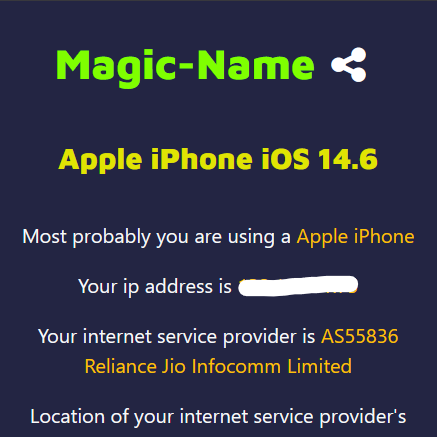 Magic-Name
Apple iPhone iOS 14.6
Most probably you are using a Apple iPhone
Your ip address is
Your internet service provider is AS55836
Reliance Jio Infocomm Limited
Location of your internet service provider's